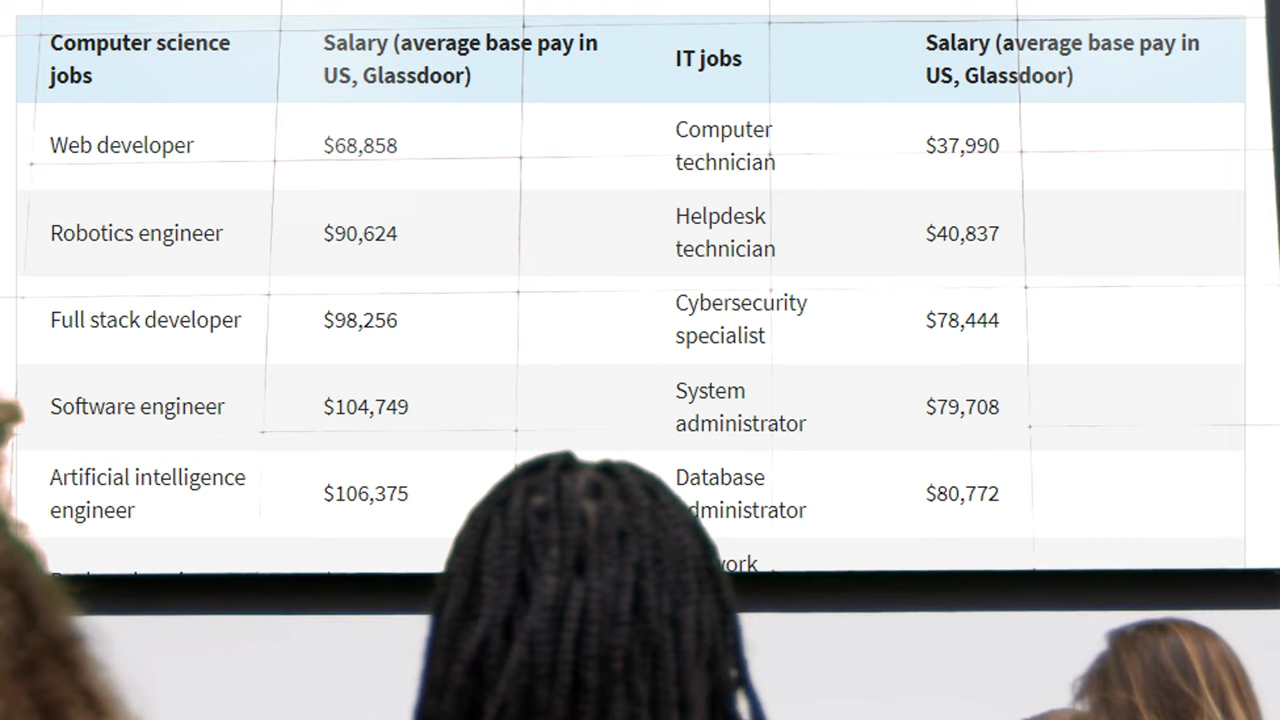 Computer science jobs
Salary (average base pay in US, Glassdoor)
IT jobs
Salary (average base pay in US, Glassdoor)
Web developer
$68,858
Computer technician
$37,990
Robotics engineer
$90,624
Helpdesk technician
$40,837
Full stack developer
$98,256
Cybersecurity specialist
$78,444
Software engineer
$104,749
System administrator
$79,708
Artificial intelligence engineer
$106,375
Database
$80,772